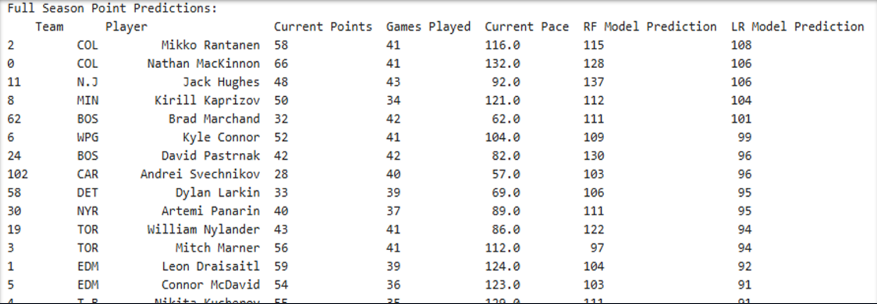 Full Season Point Predictions:
Team Player Current Points Games Played Current Pace RF Model Prediction LR Model Prediction
2 COL Mikko Rantanen 58 41 116.0 115 108
0 COL Nathan MacKinnon 66 41 132.0 128 106
11 N.J Jack Hughes 48 43 92.0 137 106
8 MIN Kirill Kaprizov 50 34 121.0 112 104
62 BOS Brad Marchand 32 42 62.0 111 101
6 WPG Kyle Connor 52 41 104.0 109 99
24 BOS David Pastrnak 42 42 82.0 130 96
102 CAR Andrei Svechnikov 28 40 57.0 103 96
58 DET Dylan Larkin 33 39 69.0 106 95
30 NYR Artemi Panarin 40 37 89.0 111 95
19 TOR William Nylander 43 41 86.0 122 94
3 TOR Mitch Marner 56 41 112.0 97 94
1 EDM Leon Draisaitl 59 39 124.0 104 92
5 EDM Connor McDavid 54 36 123.0 103 91
4 T.B Nikita Kucherov 55 35 129.0 111 91